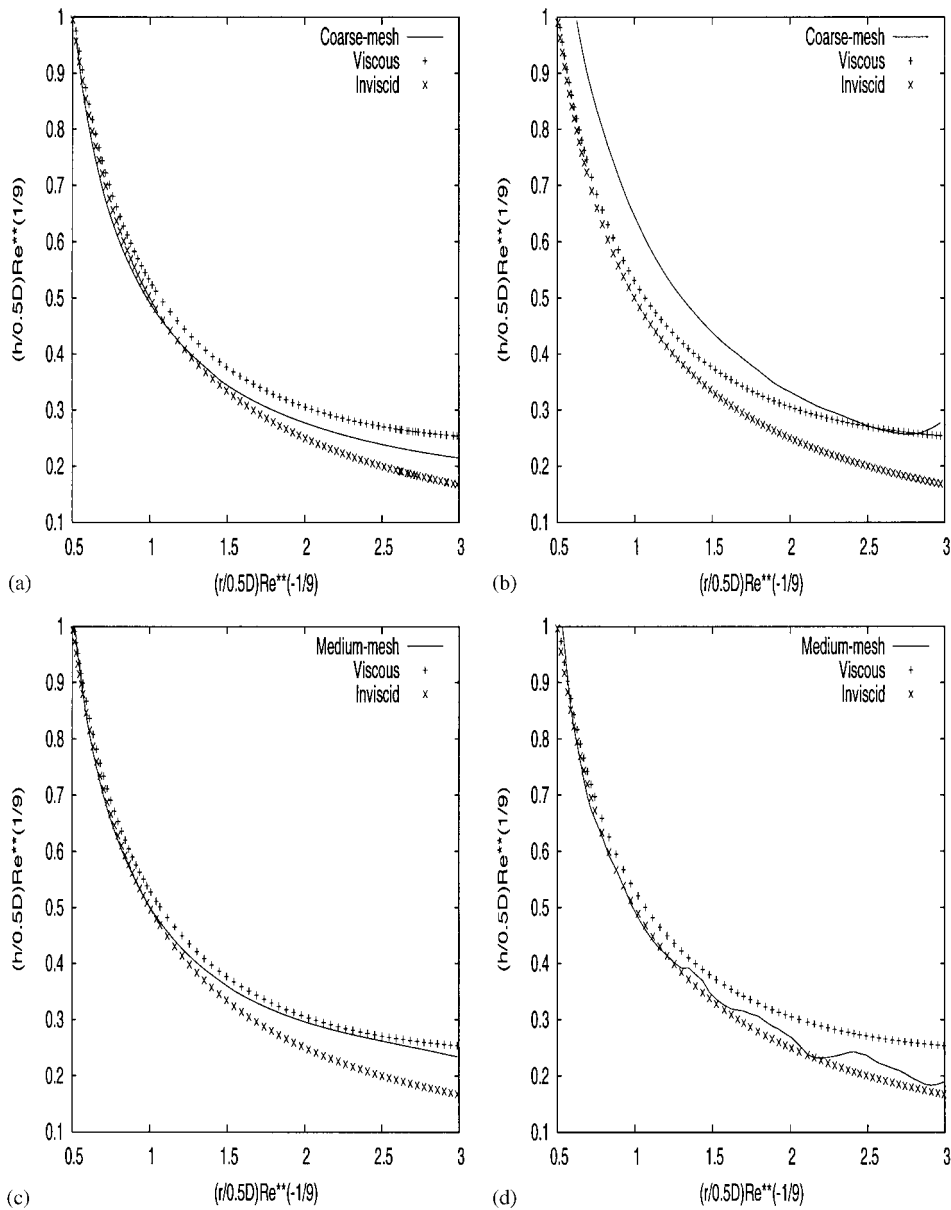 1
0.9
0.8
0.7
0.6
0.5
0.4
0.3
0.2
0.1
0.5 1 1.5 2 2.5 3
(h/0.5D)Re**(1/9)
(r/0.5D)Re**(-1/9)
Coarse-mesh
Viscous
Inviscid
(a)
1
0.9
0.8
0.7
0.6
0.5
0.4
0.3
0.2
0.1
0.5 1 1.5 2 2.5 3
(h/0.5D)Re**(1/9)
(r/0.5D)Re**(-1/9)
Coarse-mesh
Viscous
Inviscid
(b)
1
0.9
0.8
0.7
0.6
0.5
0.4
0.3
0.2
0.1
0.5 1 1.5 2 2.5 3
(h/0.5D)Re**(1/9)
(r/0.5D)Re**(-1/9)
Medium-mesh
Viscous
Inviscid
(c)
1
0.9
0.8
0.7
0.6
0.5
0.4
0.3
0.2
0.1
0.5 1 1.5 2 2.5 3
(h/0.5D)Re**(1/9)
(r/0.5D)Re**(-1/9)
Medium-mesh
Viscous
Inviscid
(d)